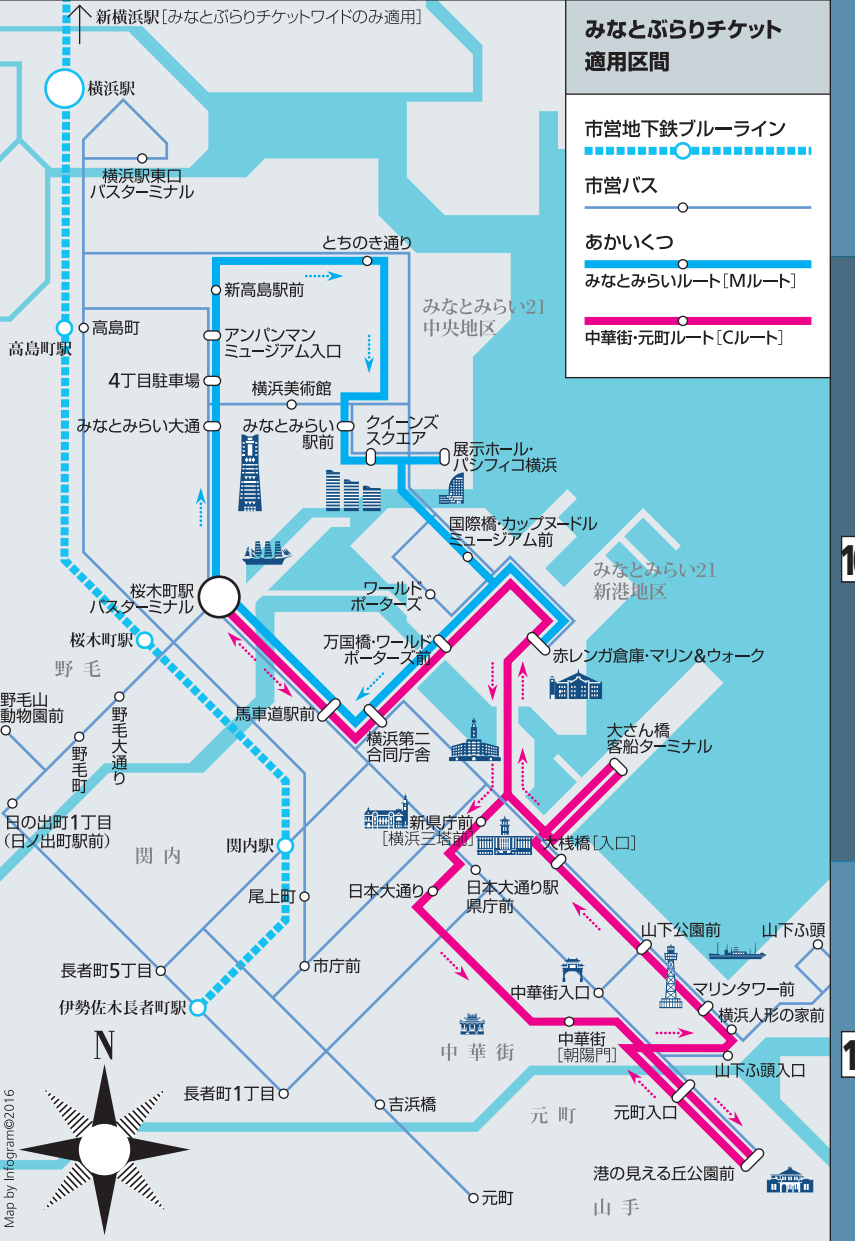 新横浜駅[みなとぶらりチケットワイドのみ適用]
みなとぶらりチケット
適用区間
市営地下鉄ブルーライン
市営バス
あかいくつ
みなとみらいルート[Mルート]
中華街・元町ルート[Cルート]
横浜駅
横浜駅東口
バスターミナル
とちのき通り
新高島駅前
みなとみらい21
中央地区
高島町
高島町駅
アンパンマン
ミュージアム入口
4丁目駐車場
横浜美術館
みなとみらい大通
みなとみらい
駅前
クイーンズ
スクエア
展示ホール・
パシフィコ横浜
国際橋・カップヌードル
ミュージアム前
みなとみらい21
新港地区
桜木町駅
バスターミナル
ワールド
ポーターズ
桜木町駅
野毛
万国橋・ワールド
ポーターズ前
赤レンガ倉庫・マリン&ウォーク
野毛山
動物園前
野毛大通り
野毛町
馬車道駅前
横浜第二
合同庁舎
大さん橋
客船ターミナル
日の出町1丁目
(日ノ出町駅前)
関内
関内駅
新県庁前
[横浜三塔前]
大桟橋[入口]
尾上町
日本大通り
日本大通り駅
県庁前
山下公園前
山下ふ頭
長者町5丁目
市庁前
伊勢佐木長者町駅
中華街入口
マリンタワー前
横浜人形の家前
中華街
[朝陽門]
中華街
山下ふ頭入口
N
長者町1丁目
吉浜橋
元町
元町入口
港の見える丘公園前
元町
山手
Map by Infogram©2016